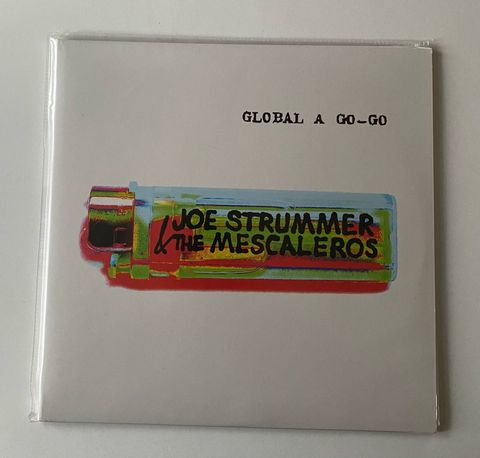 GLOBAL A GO-GO
JOE STRUMMER
& THE MESCALEROS